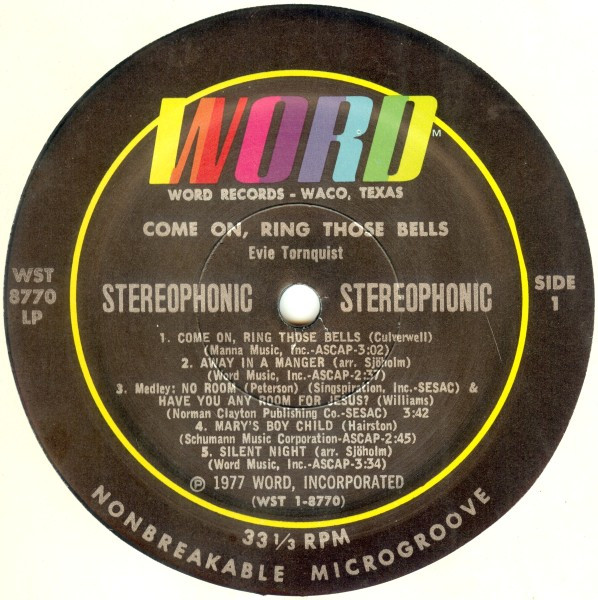 WORD™
WORD RECORDS - WACO, TEXAS
COME ON, RING THOSE BELLS
Evie Tornquist
WST
8770
LP
STEREOPHONIC STEREOPHONIC
SIDE
1
1. COME ON, RING THOSE BELLS (Culverwell)
(Manna Music, Inc.-ASCAP-3:02)
2. AWAY IN A MANGER (arr. Sjöholm)
(Word Music, Inc.-ASCAP-2:37)
3. Medley: NO ROOM (Peterson) (Singspiration, Inc.-SESAC) &
HAVE YOU ANY ROOM FOR JESUS? (Williams)
(Norman Clayton Publishing Co.-SESAC) 3:42
4. MARY'S BOY CHILD (Hairston)
(Schumann Music Corporation-ASCAP-2:45)
5. SILENT NIGHT (arr. Sjöholm)
(Word Music, Inc.-ASCAP-3:34)
℗ 1977 WORD, INCORPORATED
(WST 1-8770)
33 1/3 RPM
NONBREAKABLE MICROGROOVE